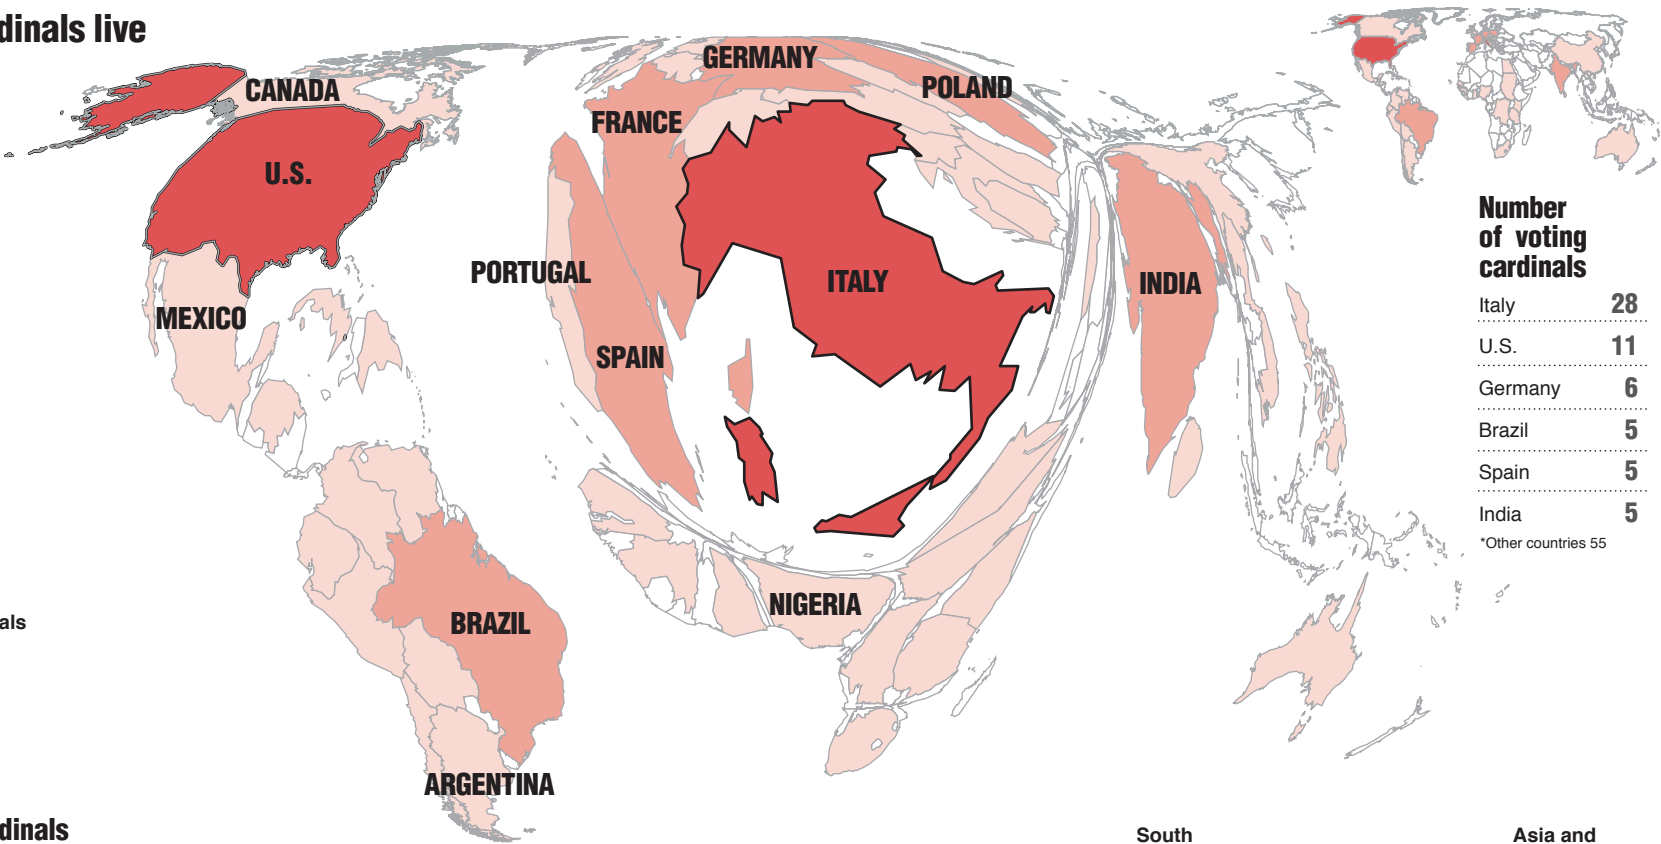 dinals live
CANADA
U.S.
MEXICO
GERMANY
POLAND
FRANCE
PORTUGAL
SPAIN
ITALY
INDIA
NIGERIA
BRAZIL
ARGENTINA
Number
of voting
cardinals
Italy 28
U.S. 11
Germany 6
Brazil 5
Spain 5
India 5
*Other countries 55
als
dinals
South
Asia and